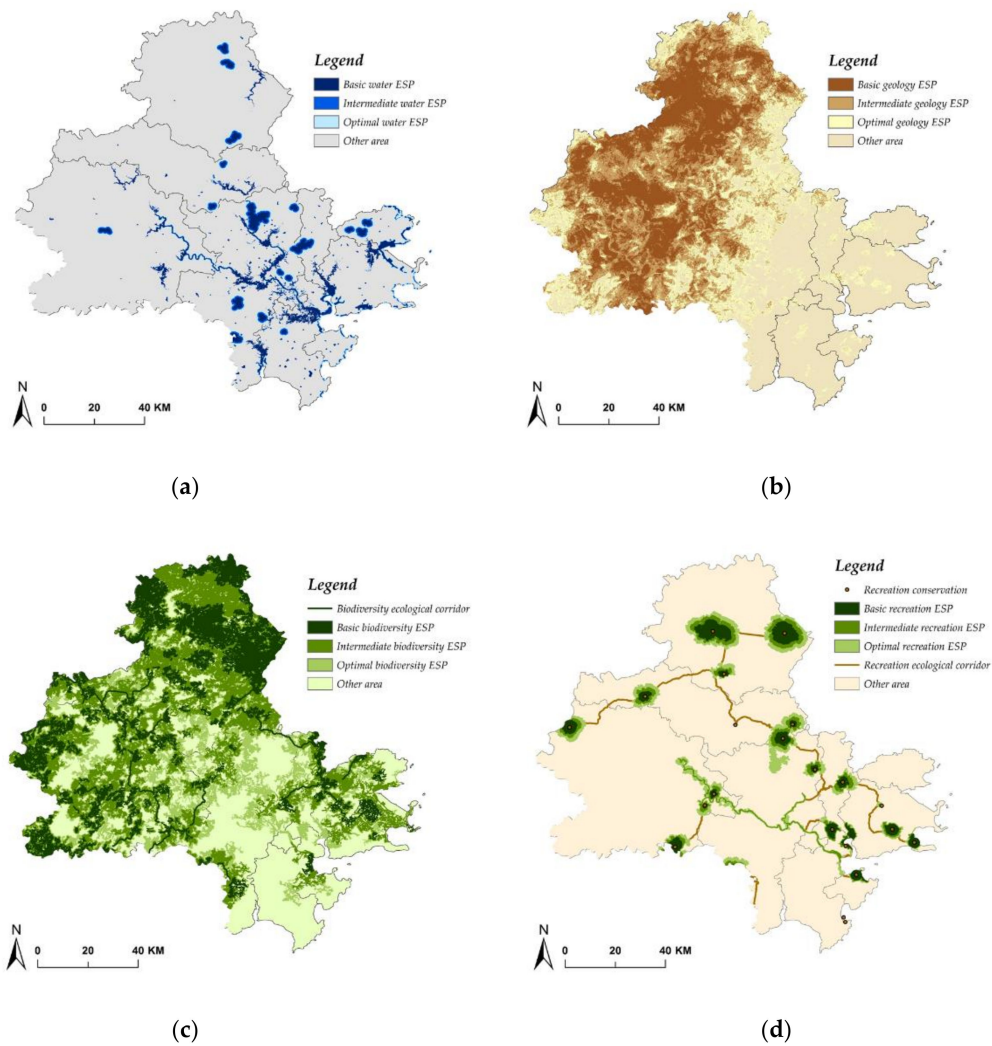 Legend
Basic water ESP
Intermediate water ESP
Optimal water ESP
Other area
N
0 20 40 KM
(a)
Legend
Basic geology ESP
Intermediate geology ESP
Optimal geology ESP
Other area
N
0 20 40 KM
(b)
Legend
Biodiversity ecological corridor
Basic biodiversity ESP
Intermediate biodiversity ESP
Optimal biodiversity ESP
Other area
N
0 20 40 KM
(c)
Legend
Recreation conservation
Basic recreation ESP
Intermediate recreation ESP
Optimal recreation ESP
Recreation ecological corridor
Other area
N
0 20 40 KM
(d)